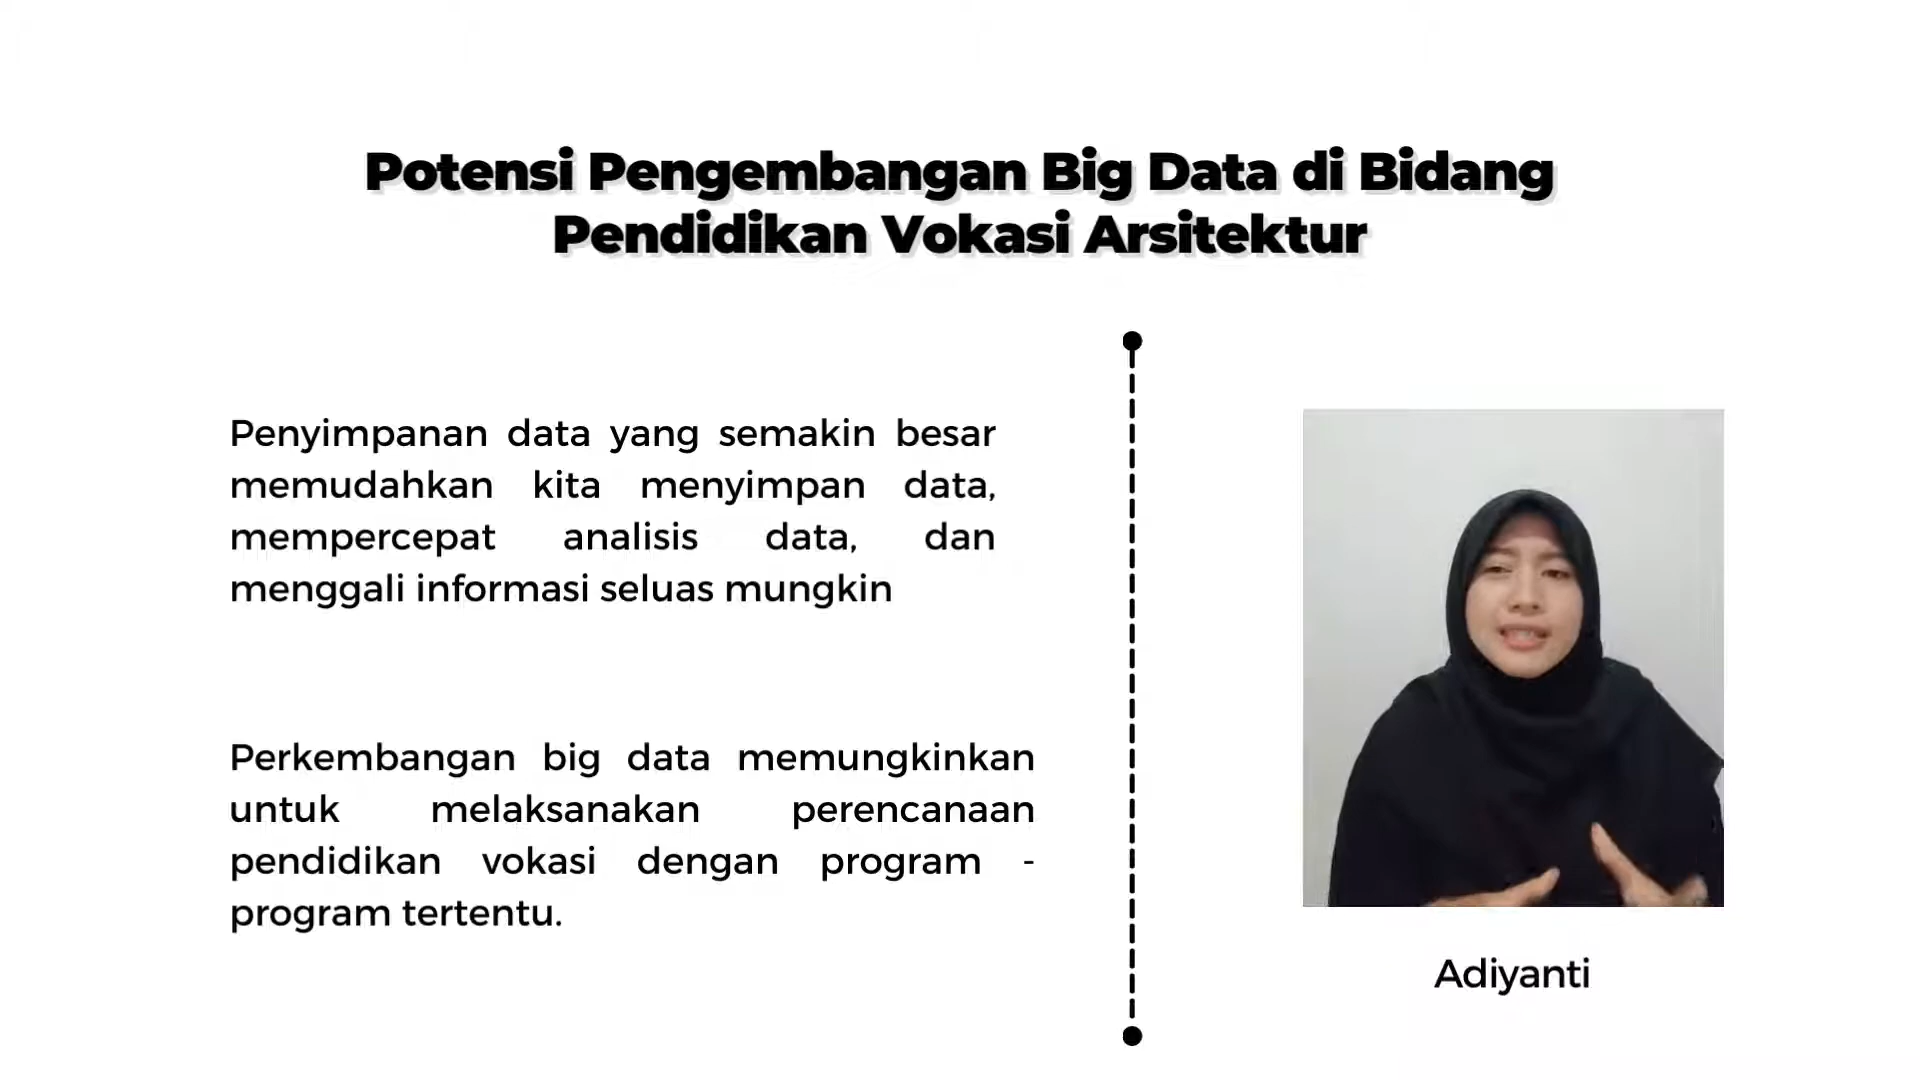 Potensi Pengembangan Big Data di Bidang
Pendidikan Vokasi Arsitektur
Penyimpanan data yang semakin besar
memudahkan kita menyimpan data,
mempercepat analisis data, dan
menggali informasi seluas mungkin
Perkembangan big data memungkinkan
untuk melaksanakan perencanaan
pendidikan vokasi dengan program -
program tertentu.
Adiyanti